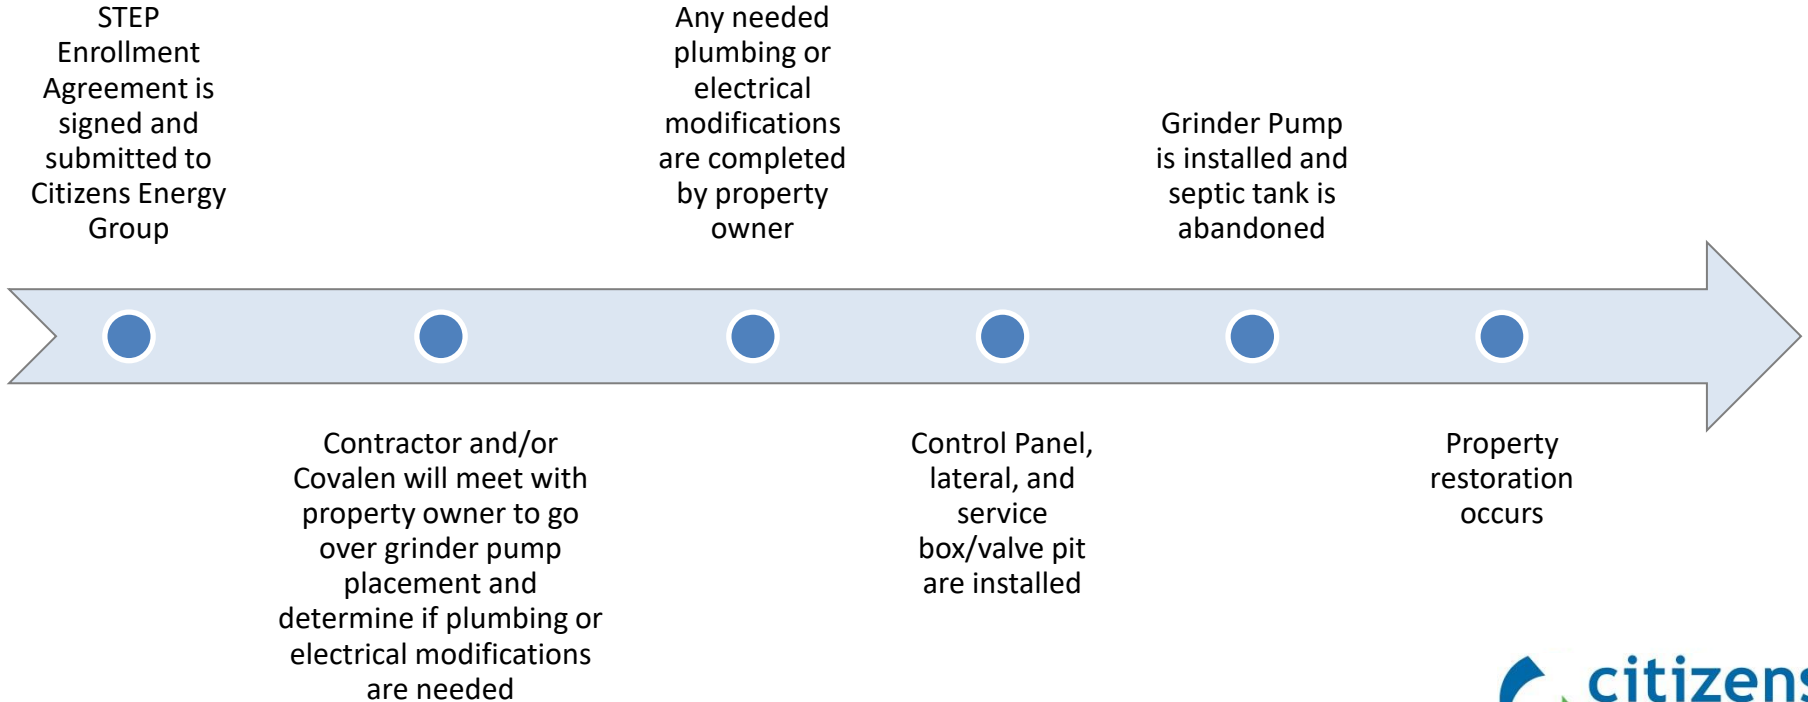 STEP
Enrollment
Agreement is
signed and
submitted to
Citizens Energy
Group
Contractor and/or
Covalen will meet with
property owner to go
over grinder pump
placement and
determine if plumbing or
electrical modifications
are needed
Any needed
plumbing or
electrical
modifications
are completed
by property
owner
Control Panel,
lateral, and
service
box/valve pit
are installed
Grinder Pump
is installed and
septic tank is
abandoned
Property
restoration
occurs
citizens